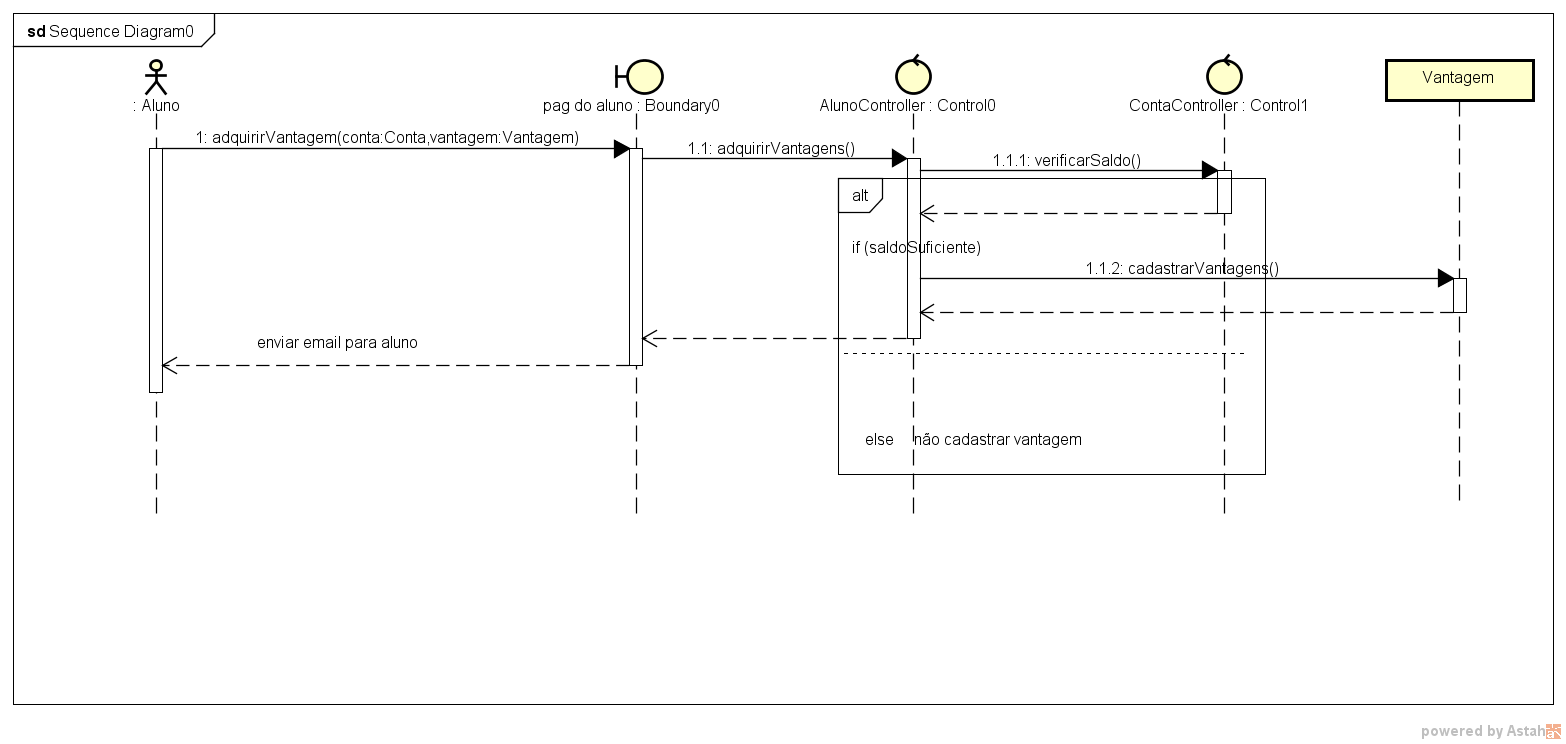 sd Sequence Diagram0
: Aluno
pag do aluno : Boundary0
AlunoController : Control0
ContaController : Control1
Vantagem
1: adquirirVantagem(conta:Conta,vantagem:Vantagem)
1.1: adquirirVantagens()
1.1.1: verificarSaldo()
alt
if (saldoSuficiente)
1.1.2: cadastrarVantagens()
enviar email para aluno
else não cadastrar vantagem
powered by Astah